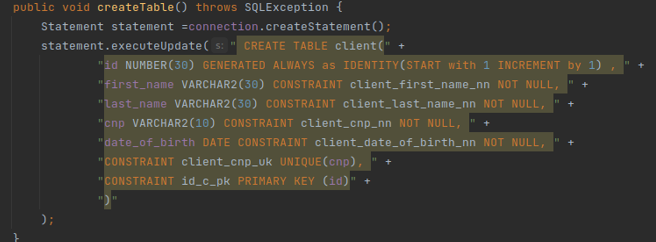 public void createTable() throws SQLException {
Statement statement =connection.createStatement();
statement.executeUpdate( s: " CREATE TABLE client(" +
"id NUMBER(30) GENERATED ALWAYS as IDENTITY(START with 1 INCREMENT by 1) , " +
"first_name VARCHAR2(30) CONSTRAINT client_first_name_nn NOT NULL, " +
"last_name VARCHAR2(30) CONSTRAINT client_last_name_nn NOT NULL, " +
"cnp VARCHAR2(10) CONSTRAINT client_cnp_nn NOT NULL, " +
"date_of_birth DATE CONSTRAINT client_date_of_birth_nn NOT NULL, " +
"CONSTRAINT client_cnp_uk UNIQUE(cnp), " +
"CONSTRAINT id_c_pk PRIMARY KEY (id)" +
")"
);
}